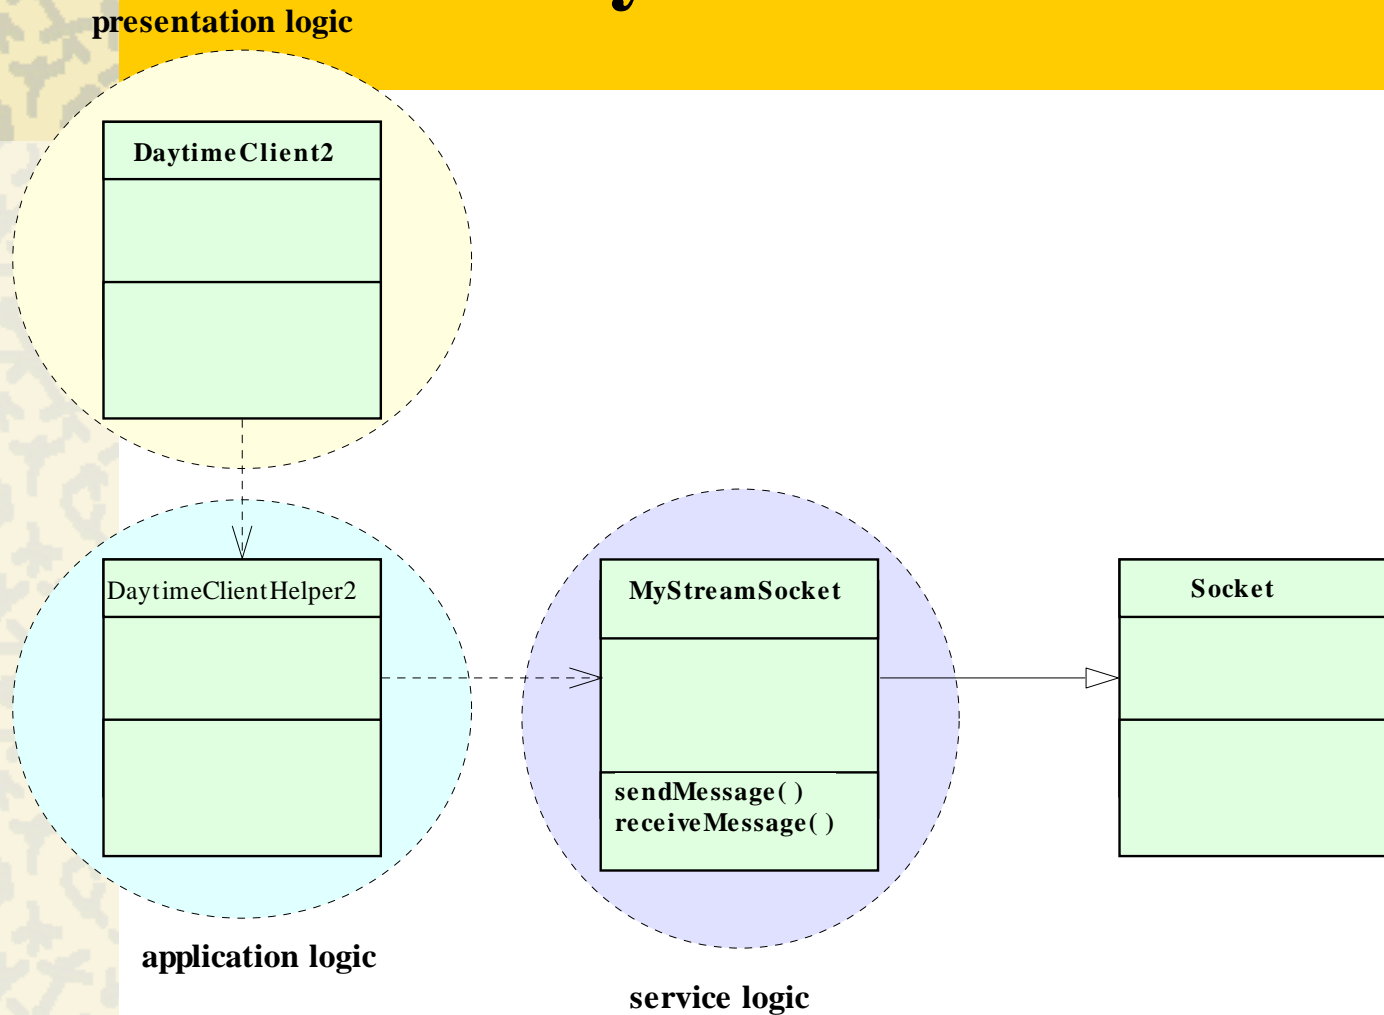 presentation logic
DaytimeClient2
DaytimeClientHelper2
MyStreamSocket
Socket
sendMessage( )
receiveMessage( )
application logic
service logic